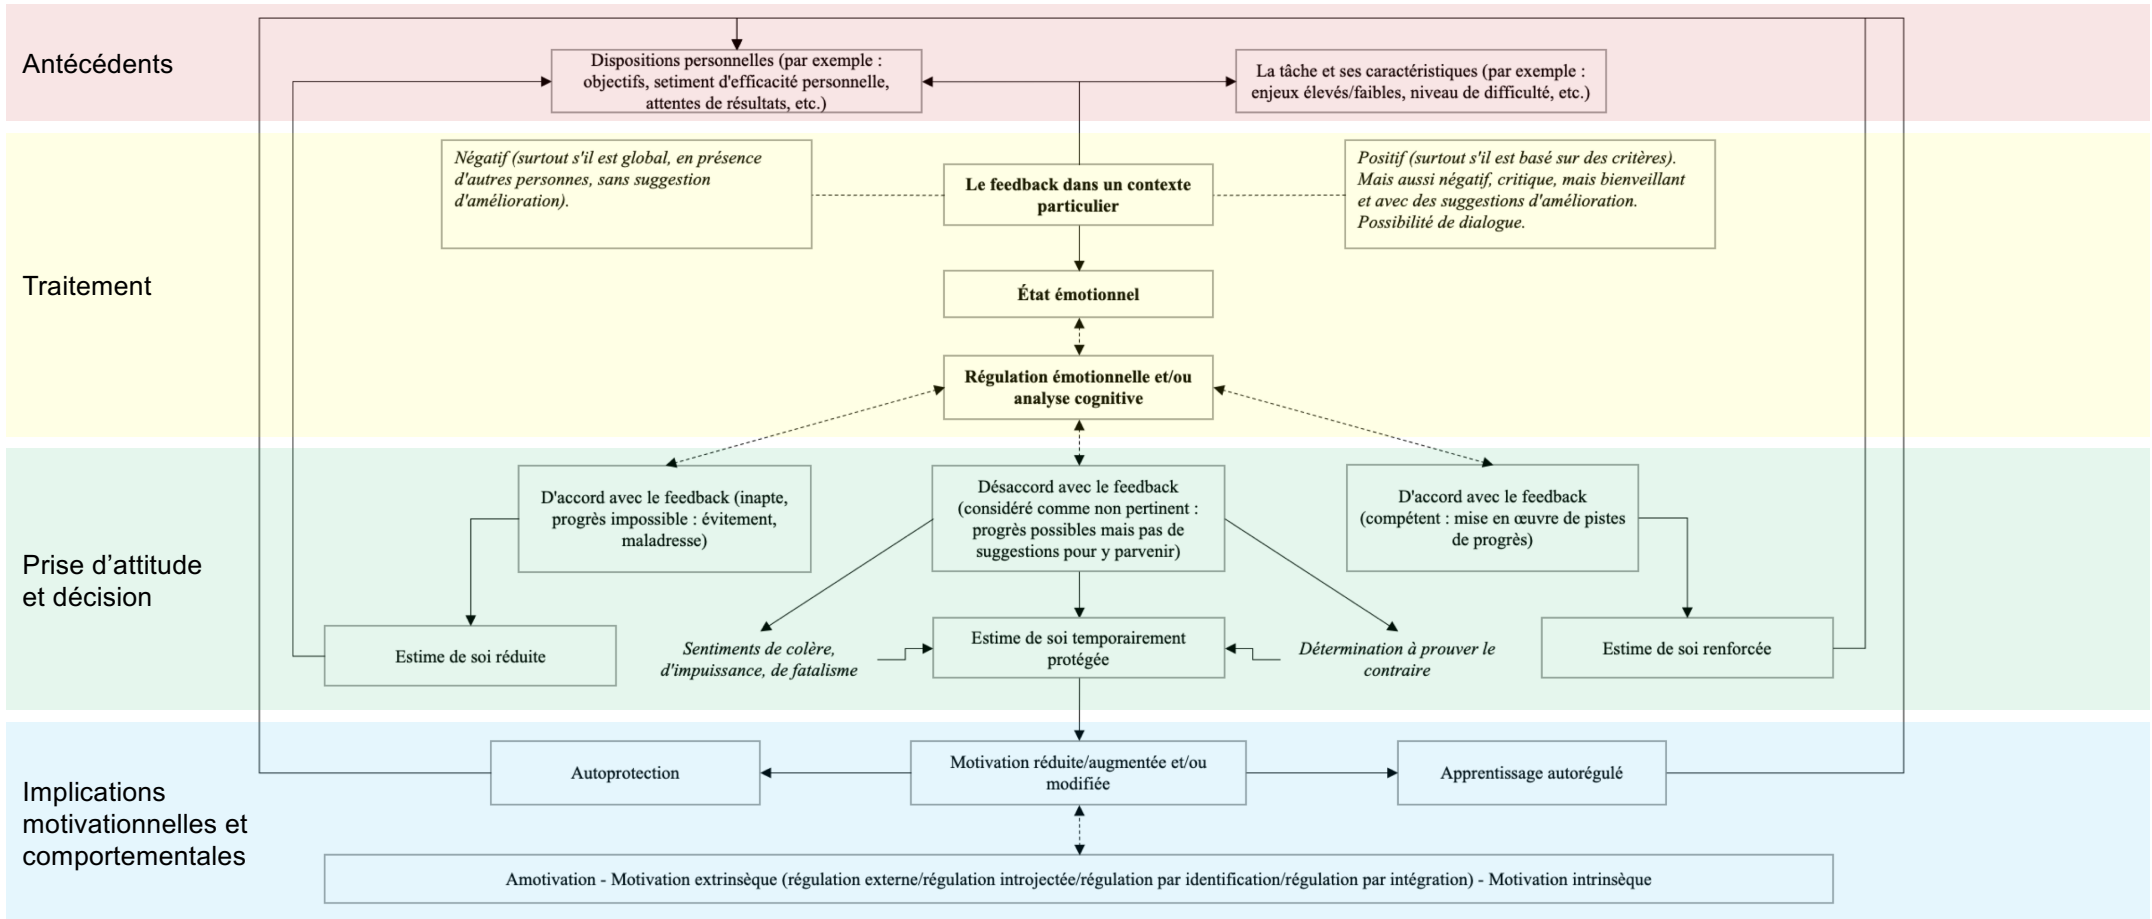 Antécédents
Dispositions personnelles (par exemple :
objectifs, setiment d'efficacité personnelle,
attentes de résultats, etc.)
La tâche et ses caractéristiques (par exemple :
enjeux élevés/faibles, niveau de difficulté, etc.)
Traitement
Négatif (surtout s'il est global, en présence
d'autres personnes, sans suggestion
d'amélioration).
Le feedback dans un contexte
particulier
Positif (surtout s'il est basé sur des critères).
Mais aussi négatif, critique, mais bienveillant
et avec des suggestions d'amélioration.
Possibilité de dialogue.
État émotionnel
Régulation émotionnelle et/ou
analyse cognitive
Prise d’attitude
et décision
D'accord avec le feedback (inapte,
progrès impossible : évitement,
maladresse)
Désaccord avec le feedback
(considéré comme non pertinent :
progrès possibles mais pas de
suggestions pour y parvenir)
D'accord avec le feedback
(compétent : mise en œuvre de pistes
de progrès)
Estime de soi réduite
Sentiments de colère,
d'impuissance, de fatalisme
Estime de soi temporairement
protégée
Détermination à prouver le
contraire
Estime de soi renforcée
Implications
motivationnelles et
comportementales
Autoprotection
Motivation réduite/augmentée et/ou
modifiée
Apprentissage autorégulé
Amotivation - Motivation extrinsèque (régulation externe/régulation introjectée/régulation par identification/régulation par intégration) - Motivation intrinsèque